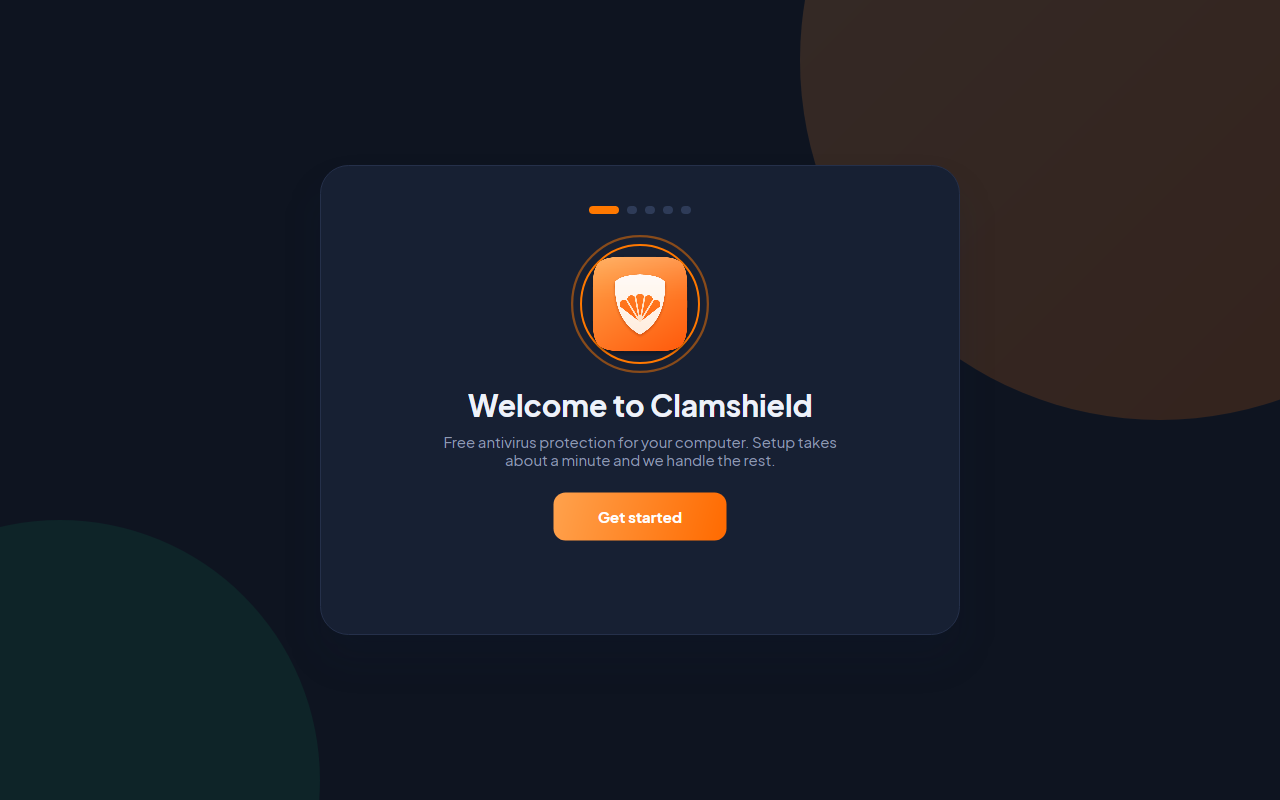 Welcome to Clamshield
Free antivirus protection for your computer. Setup takes
about a minute and we handle the rest.
Get started